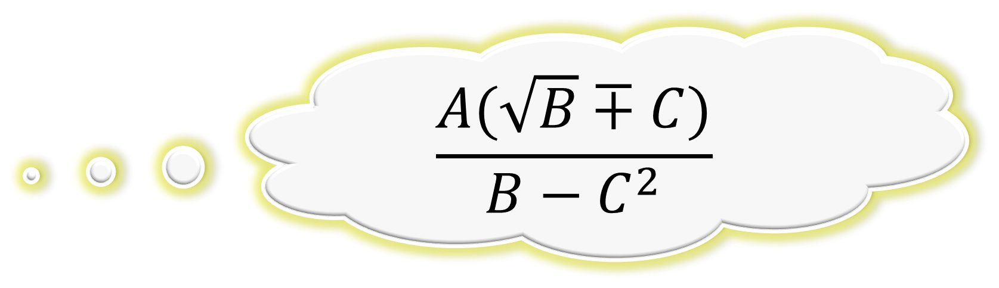 A(√B ∓ C)
B − C²